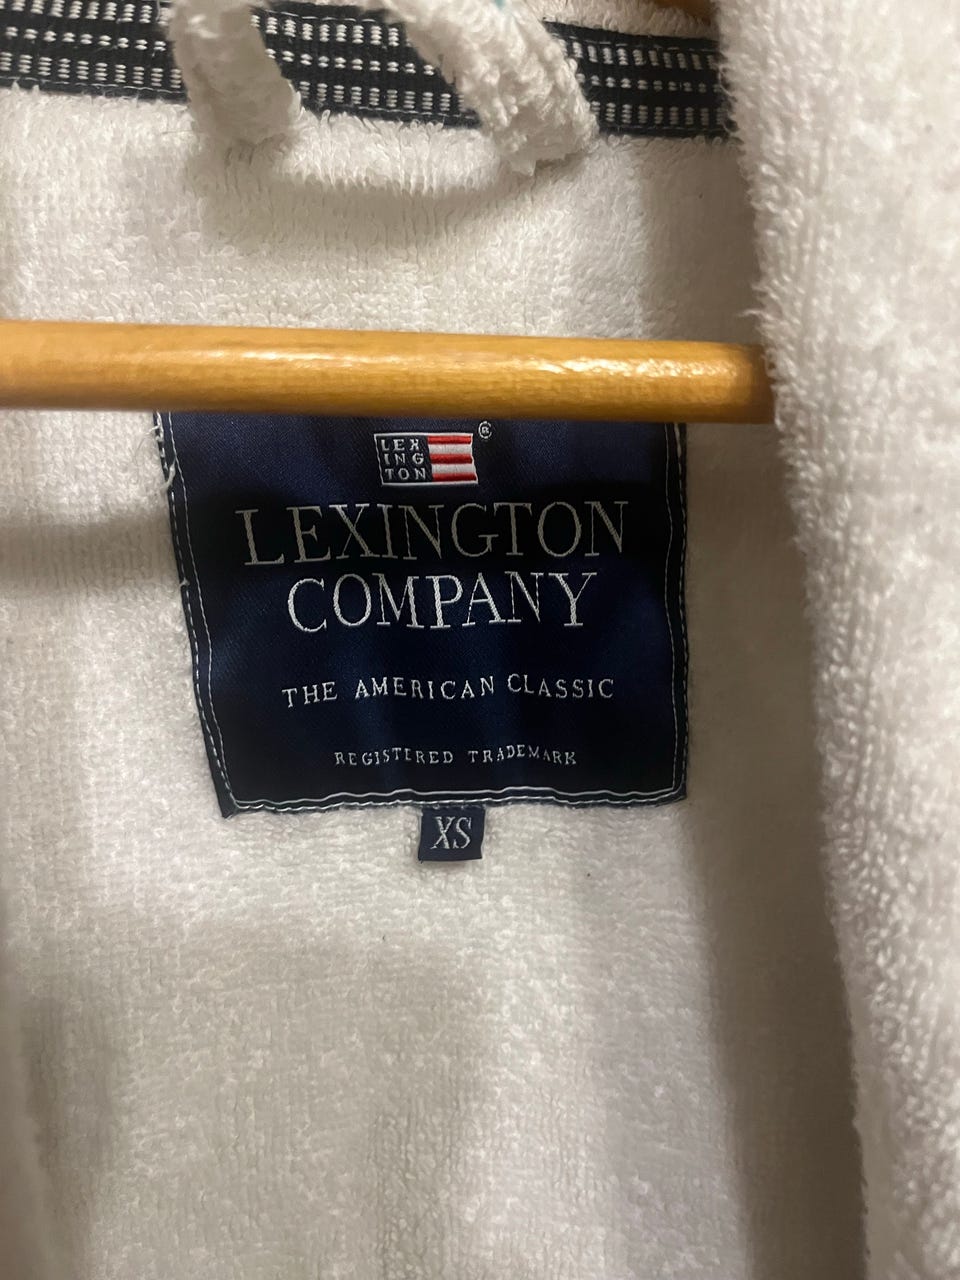 LEX
ING
TON
®
LEXINGTON
COMPANY
THE AMERICAN CLASSIC
REGISTERED TRADEMARK
XS